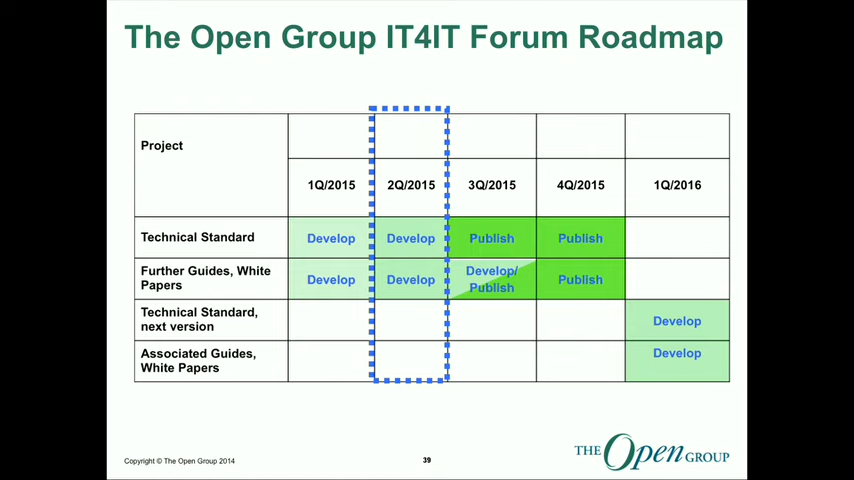 The Open Group IT4IT Forum Roadmap
Project
1Q/2015 2Q/2015 3Q/2015 4Q/2015 1Q/2016
Technical Standard Develop Develop Publish Publish
Further Guides, White
Papers Develop Develop Develop/
Publish Publish
Technical Standard,
next version Develop
Associated Guides,
White Papers Develop
Copyright © The Open Group 2014
39
THE Open GROUP